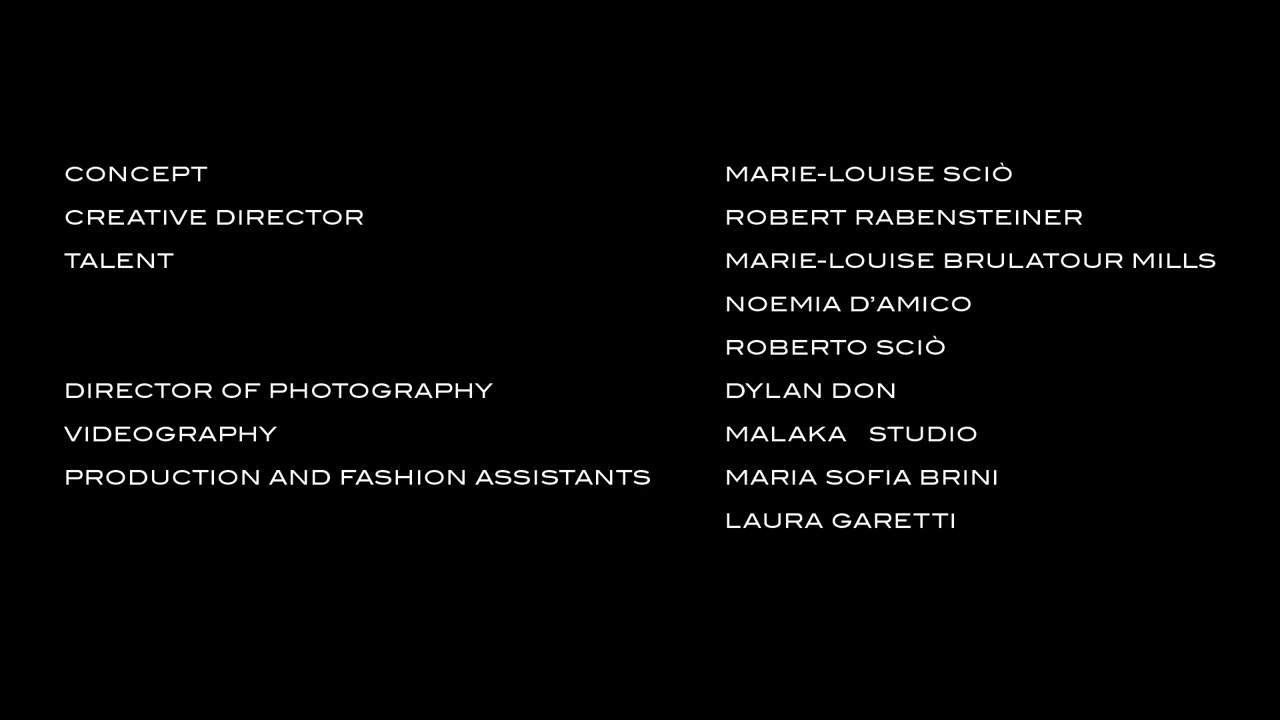 CONCEPT MARIE-LOUISE SCIÒ
CREATIVE DIRECTOR ROBERT RABENSTEINER
TALENT MARIE-LOUISE BRULATOUR MILLS
NOEMIA D’AMICO
ROBERTO SCIÒ
DIRECTOR OF PHOTOGRAPHY DYLAN DON
VIDEOGRAPHY MALAKA STUDIO
PRODUCTION AND FASHION ASSISTANTS MARIA SOFIA BRINI
LAURA GARETTI